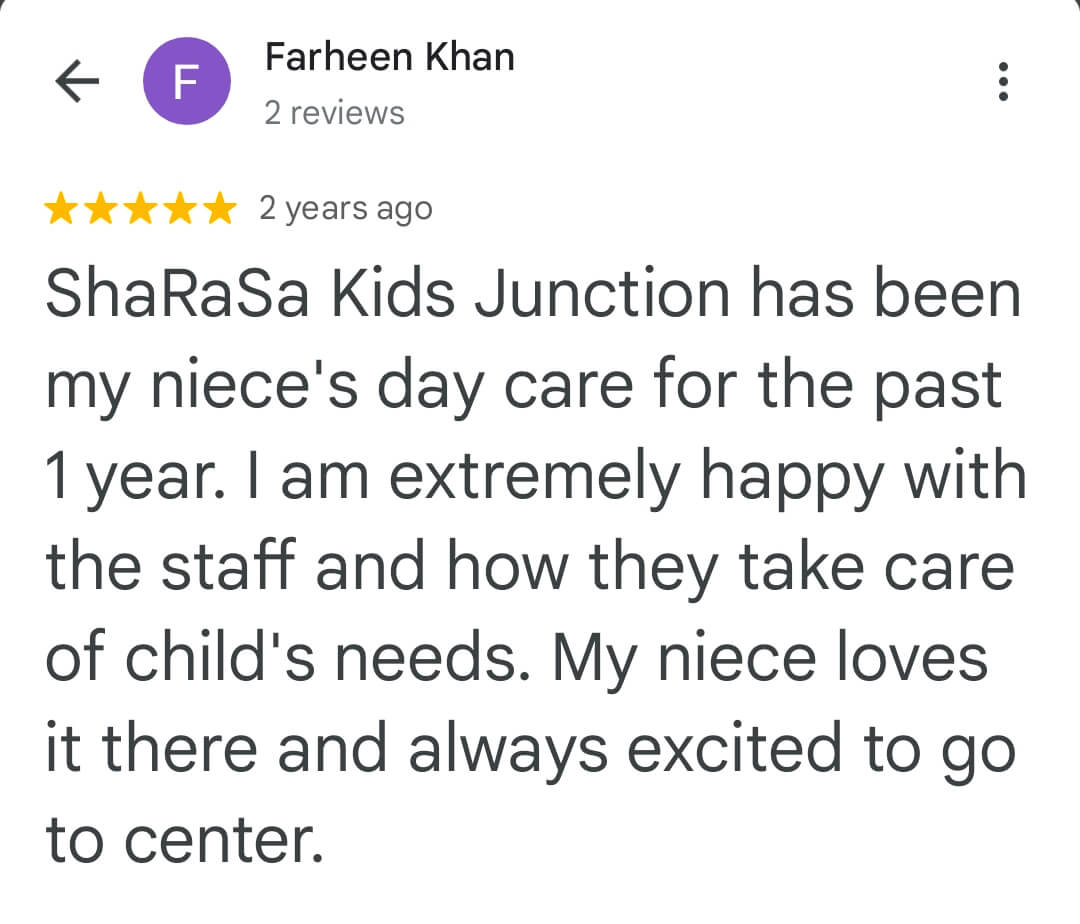 F
Farheen Khan
2 reviews
2 years ago
ShaRaSa Kids Junction has been
my niece's day care for the past
1 year. I am extremely happy with
the staff and how they take care
of child's needs. My niece loves
it there and always excited to go
to center.